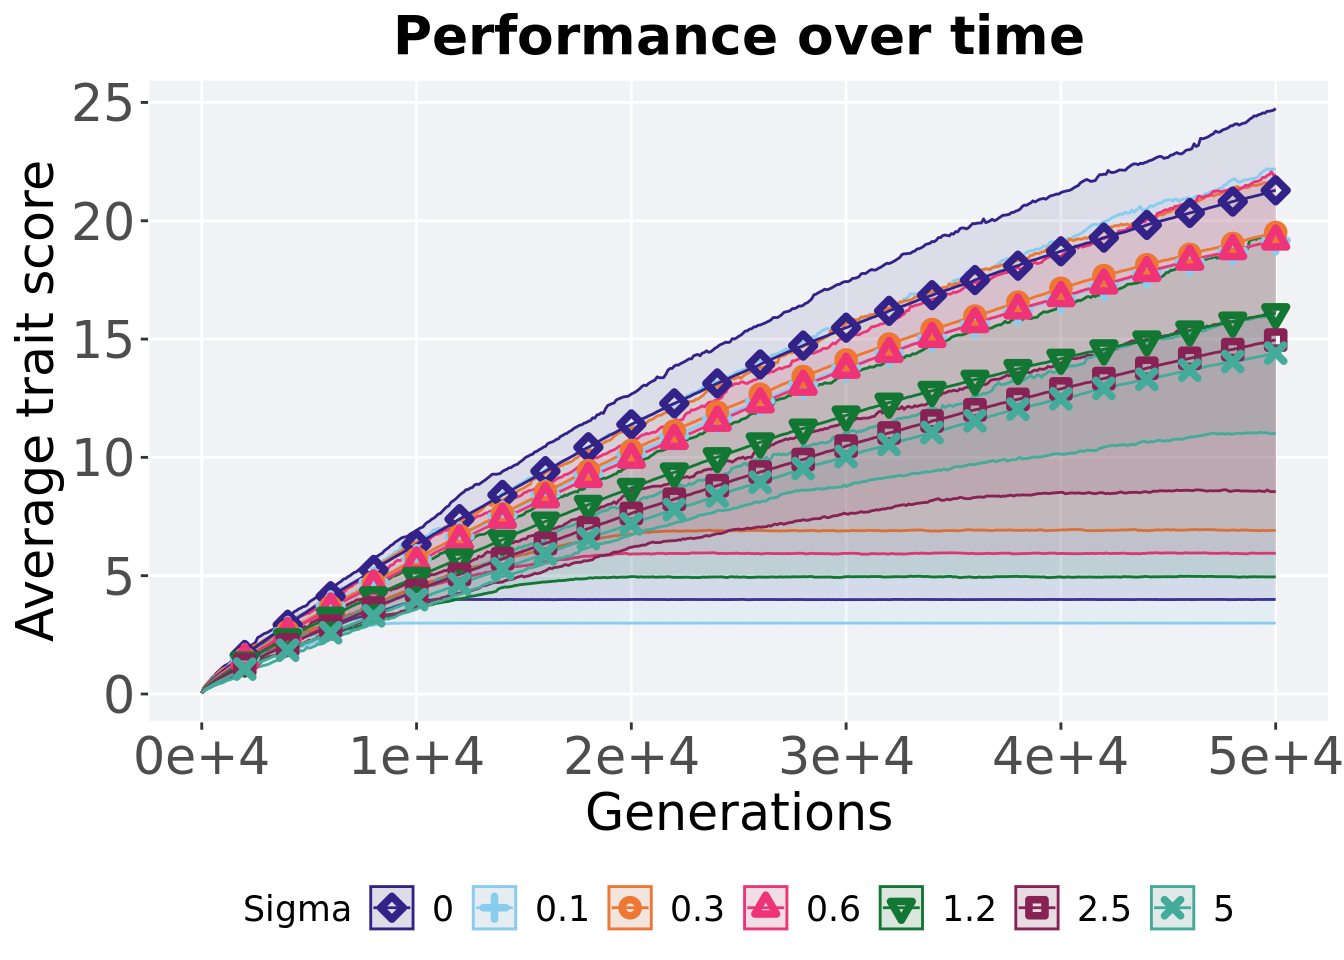 Performance over time
Average trait score
25
20
15
10
5
0
0e+4 1e+4 2e+4 3e+4 4e+4 5e+4
Generations
Sigma 0 0.1 0.3 0.6 1.2 2.5 5